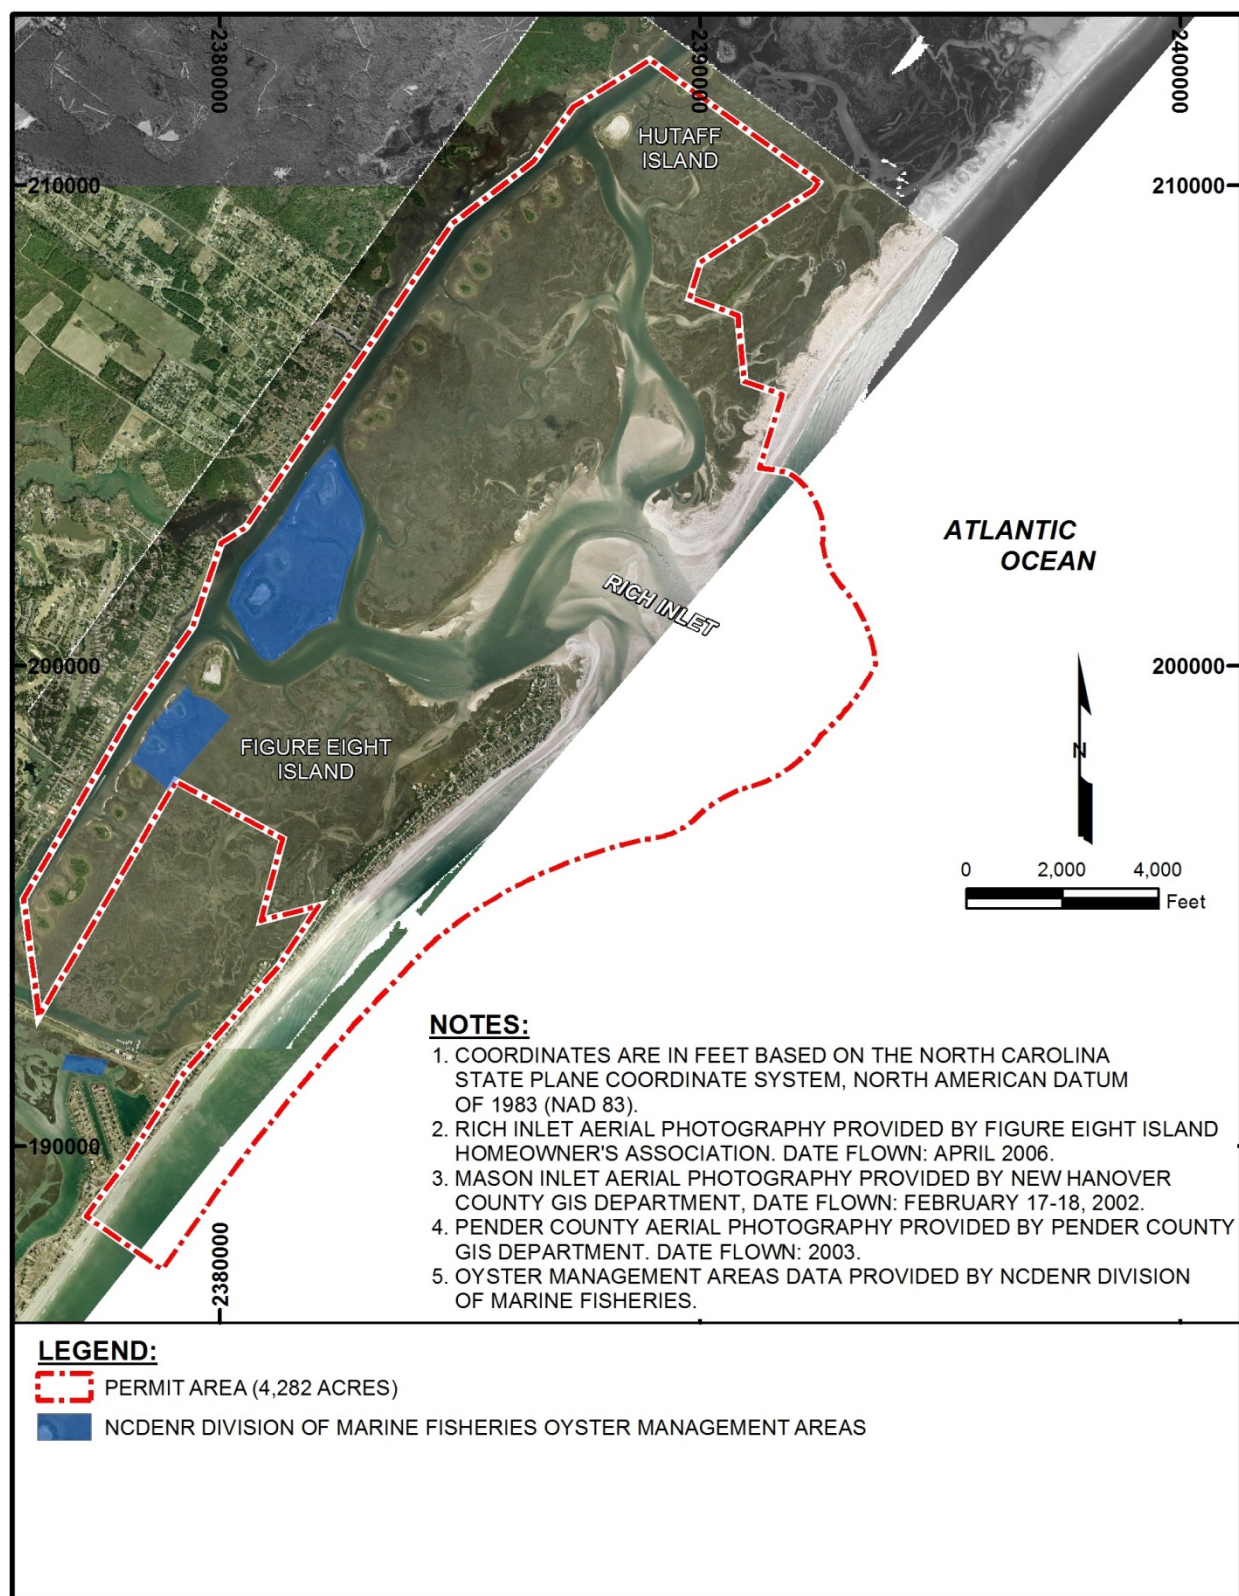 2380000
2390000
2400000
HUTAFF
ISLAND
210000
210000
ATLANTIC
OCEAN
RICH INLET
200000
200000
FIGURE EIGHT
ISLAND
N
0 2,000 4,000
Feet
NOTES:
1. COORDINATES ARE IN FEET BASED ON THE NORTH CAROLINA
STATE PLANE COORDINATE SYSTEM, NORTH AMERICAN DATUM
OF 1983 (NAD 83).
2. RICH INLET AERIAL PHOTOGRAPHY PROVIDED BY FIGURE EIGHT ISLAND
HOMEOWNER'S ASSOCIATION. DATE FLOWN: APRIL 2006.
3. MASON INLET AERIAL PHOTOGRAPHY PROVIDED BY NEW HANOVER
COUNTY GIS DEPARTMENT, DATE FLOWN: FEBRUARY 17-18, 2002.
4. PENDER COUNTY AERIAL PHOTOGRAPHY PROVIDED BY PENDER COUNTY
GIS DEPARTMENT. DATE FLOWN: 2003.
5. OYSTER MANAGEMENT AREAS DATA PROVIDED BY NCDENR DIVISION
OF MARINE FISHERIES.
190000
2380000
LEGEND:
PERMIT AREA (4,282 ACRES)
NCDENR DIVISION OF MARINE FISHERIES OYSTER MANAGEMENT AREAS